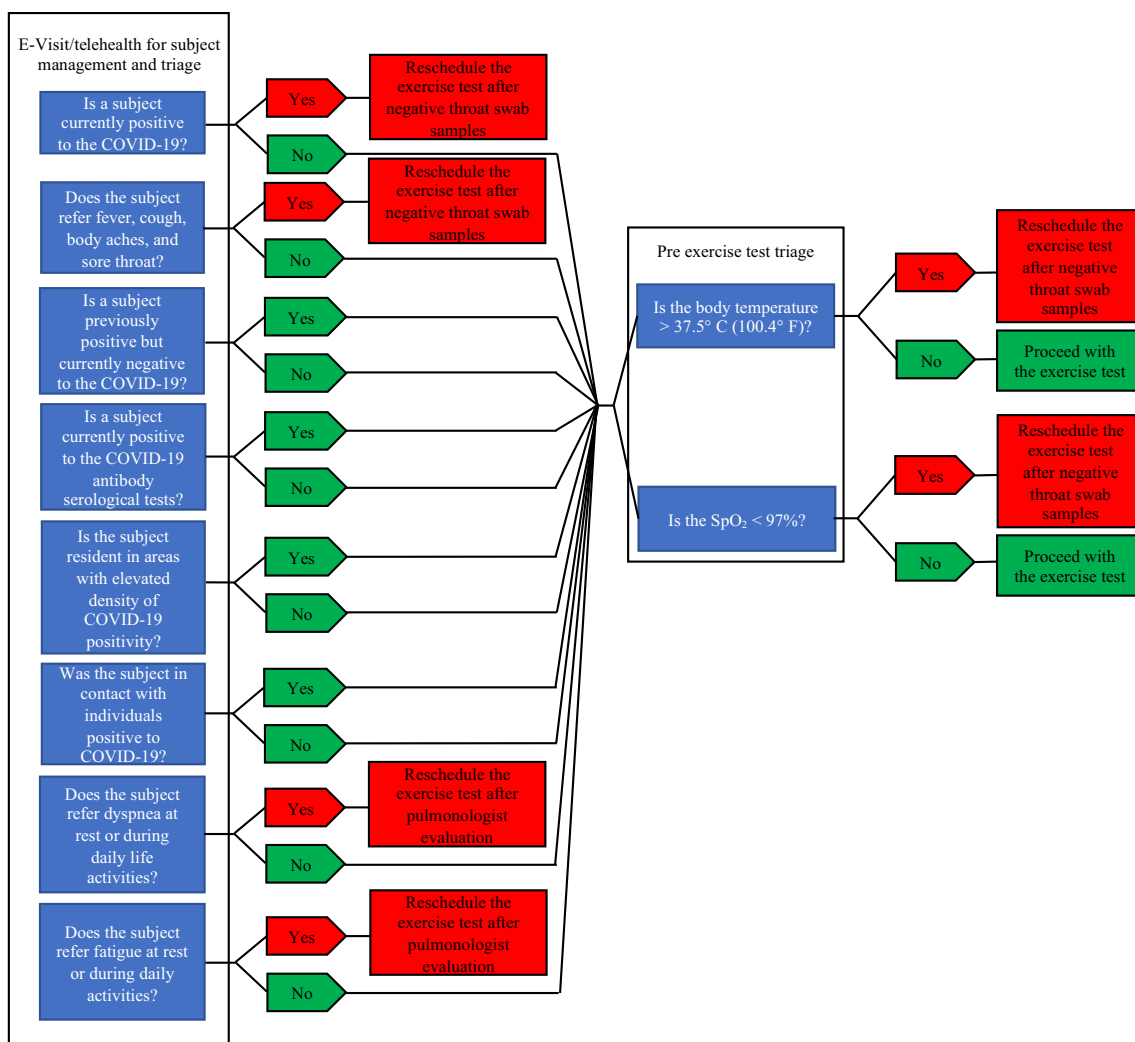 E-Visit/telehealth for subject
management and triage
Is a subject
currently positive
to the COVID-19?
Yes
Reschedule the
exercise test after
negative throat swab
samples
No
Does the subject
refer fever, cough,
body aches, and
sore throat?
Yes
Reschedule the
exercise test after
negative throat swab
samples
No
Is a subject
previously
positive but
currently negative
to the COVID-19?
Yes
No
Is a subject
currently positive
to the COVID-19
antibody
serological tests?
Yes
No
Is the subject
resident in areas
with elevated
density of
COVID-19
positivity?
Yes
No
Was the subject in
contact with
individuals
positive to
COVID-19?
Yes
No
Does the subject
refer dyspnea at
rest or during
daily life
activities?
Yes
Reschedule the
exercise test after
pulmonologist
evaluation
No
Does the subject
refer fatigue at rest
or during daily
activities?
Yes
Reschedule the
exercise test after
pulmonologist
evaluation
No
Pre exercise test triage
Is the body temperature
> 37.5° C (100.4° F)?
Yes
Reschedule the
exercise test
after negative
throat swab
samples
No
Proceed with
the exercise test
Is the SpO₂ < 97%?
Yes
Reschedule the
exercise test
after negative
throat swab
samples
No
Proceed with
the exercise test